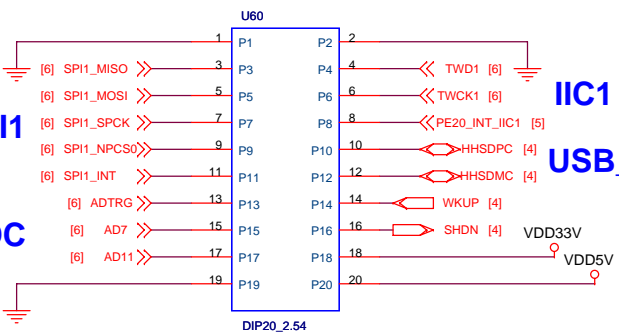 U60
1 P1 P2 2
[6] SPI1_MISO 3 P3 P4 4 TWD1 [6]
[6] SPI1_MOSI 5 P5 P6 6 TWCK1 [6] IIC1
[6] SPI1_SPCK 7 P7 P8 8 PE20_INT_IIC1 [5]
I1
[6] SPI1_NPCS0 9 P9 P10 10 HHSDPC [4]
USB_
[6] SPI1_INT 11 P11 P12 12 HHSDMC [4]
[6] ADTRG 13 P13 P14 14 WKUP [4]
[6] AD7 15 P15 P16 16 SHDN [4] VDD33V
DC
[6] AD11 17 P17 P18 18 VDD5V
19 P19 P20 20
DIP20_2.54